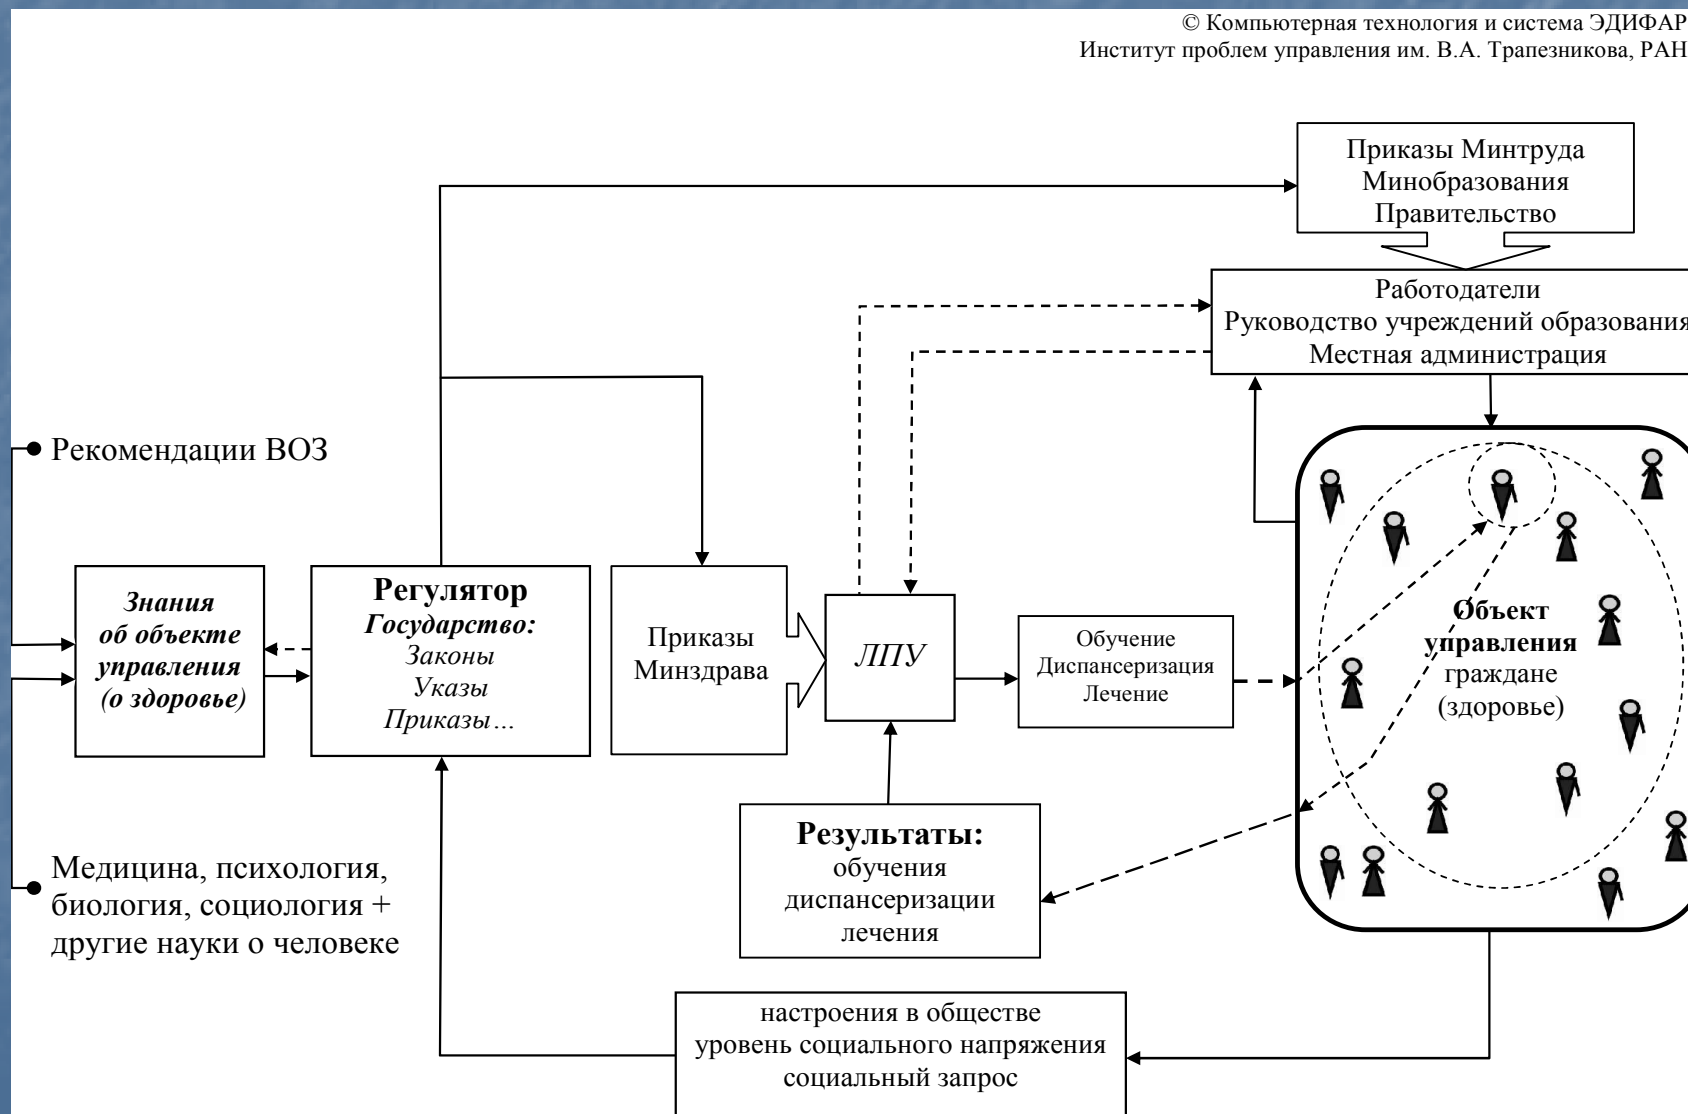 © Компьютерная технология и система ЭДИФАР
Институт проблем управления им. В.А. Трапезникова, РАН
Приказы Минтруда
Минобразования
Правительство
Работодатели
Руководство учреждений образования
Местная администрация
Рекомендации ВОЗ
Знания
об объекте
управления
(о здоровье)
Регулятор
Государство:
Законы
Указы
Приказы...
Приказы
Минздрава
ЛПУ
Обучение
Диспансеризация
Лечение
Объект
управления
граждане
(здоровье)
Результаты:
обучения
диспансеризации
лечения
Медицина, психология,
биология, социология +
другие науки о человеке
настроения в обществе
уровень социального напряжения
социальный запрос